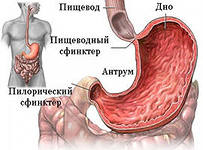 Пищевод
Дно
Пищеводный
сфинктер
Антрум
Пилорический
сфинктер